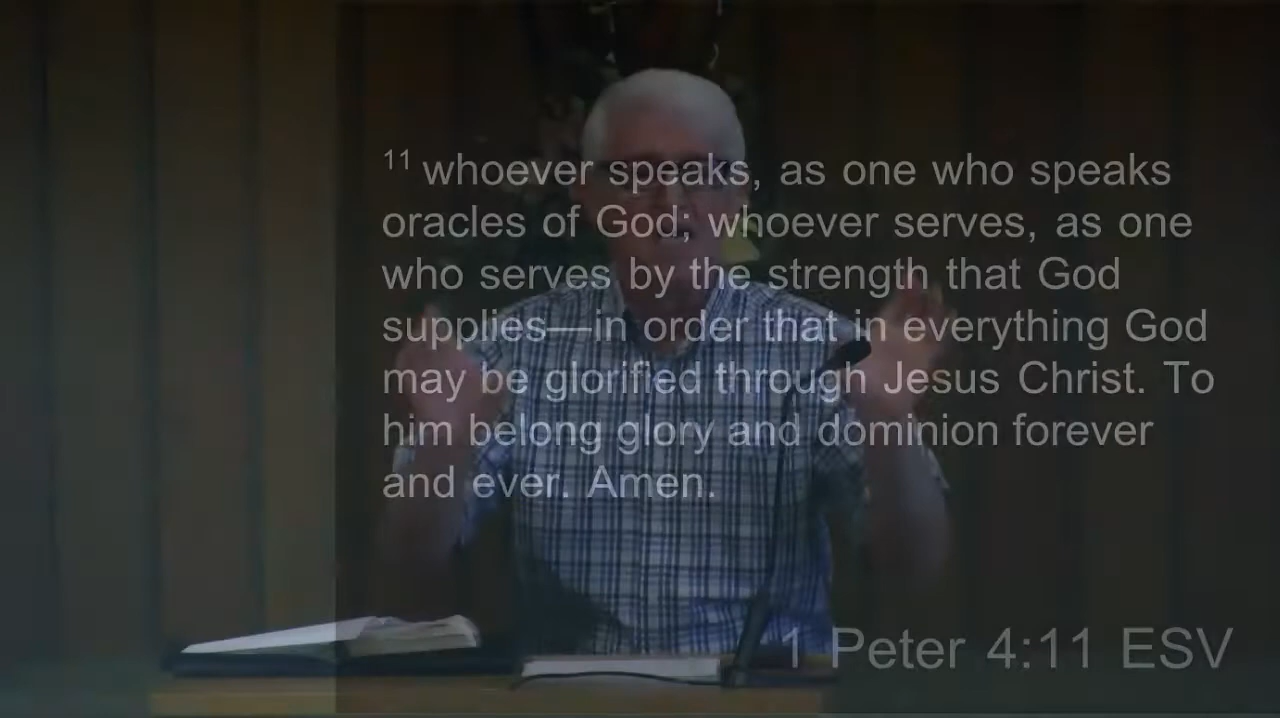 11 whoever speaks, as one who speaks
oracles of God; whoever serves, as one
who serves by the strength that God
supplies—in order that in everything God
may be glorified through Jesus Christ. To
him belong glory and dominion forever
and ever. Amen.
1 Peter 4:11 ESV